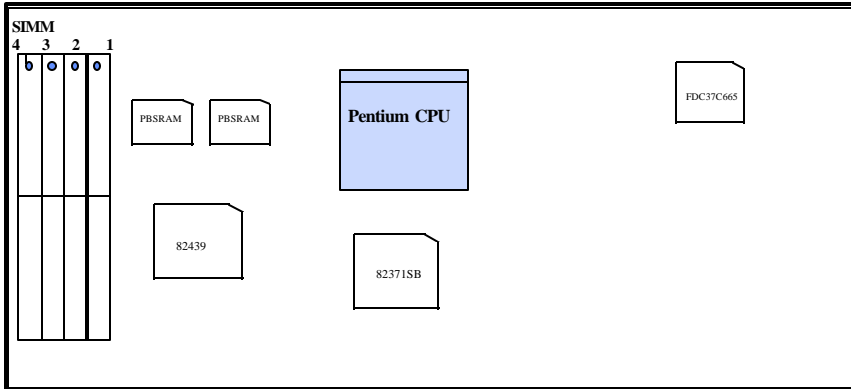 SIMM
4 3 2 1
PBSRAM
PBSRAM
Pentium CPU
FDC37C665
82439
82371SB